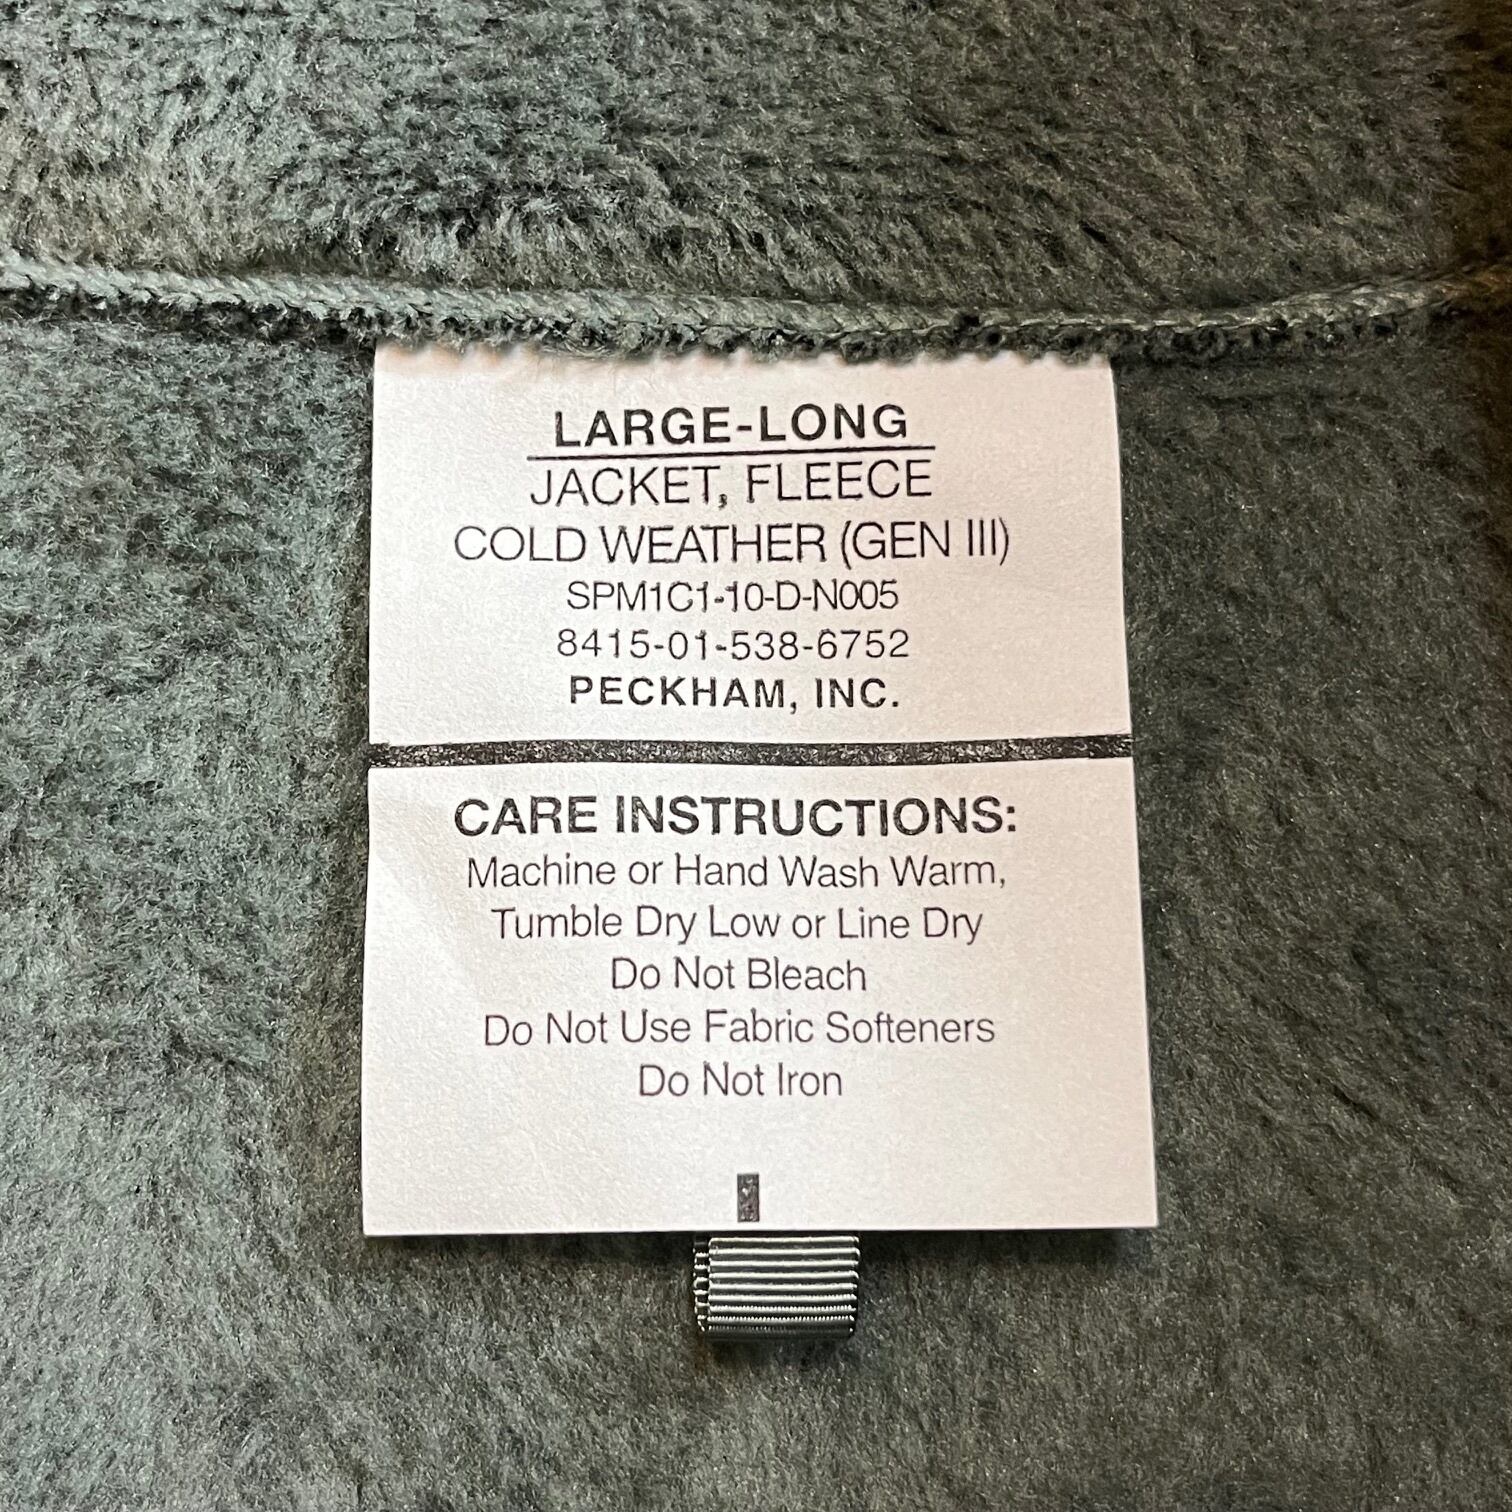 LARGE-LONG
JACKET, FLEECE
COLD WEATHER (GEN III)
SPM1C1-10-D-N005
8415-01-538-6752
PECKHAM, INC.
CARE INSTRUCTIONS:
Machine or Hand Wash Warm,
Tumble Dry Low or Line Dry
Do Not Bleach
Do Not Use Fabric Softeners
Do Not Iron